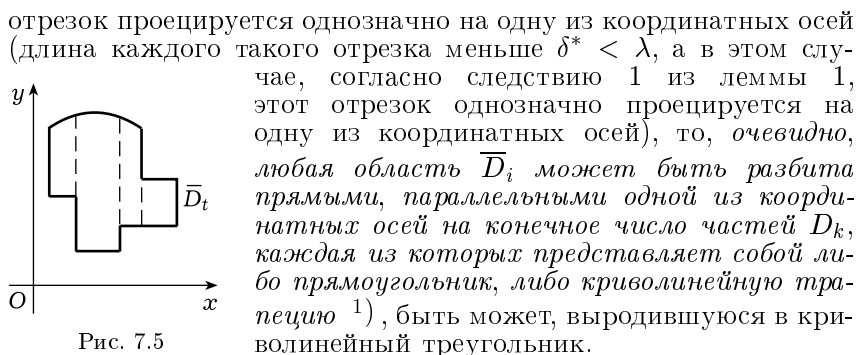 отрезок проецируется однозначно на одну из координатных осей
(длина каждого такого отрезка меньше δ* < λ, а в этом слу-
чае, согласно следствию 1 из леммы 1,
этот отрезок однозначно проецируется на
одну из координатных осей), то, очевидно,
любая область D̅ᵢ может быть разбита
прямыми, параллельными одной из коорди-
натных осей на конечное число частей Dₖ,
каждая из которых представляет собой ли-
бо прямоугольник, либо криволинейную тра-
пецию ¹), быть может, выродившуюся в кри-
волинейный треугольник.
y
D̅ₜ
O
x
Рис. 7.5